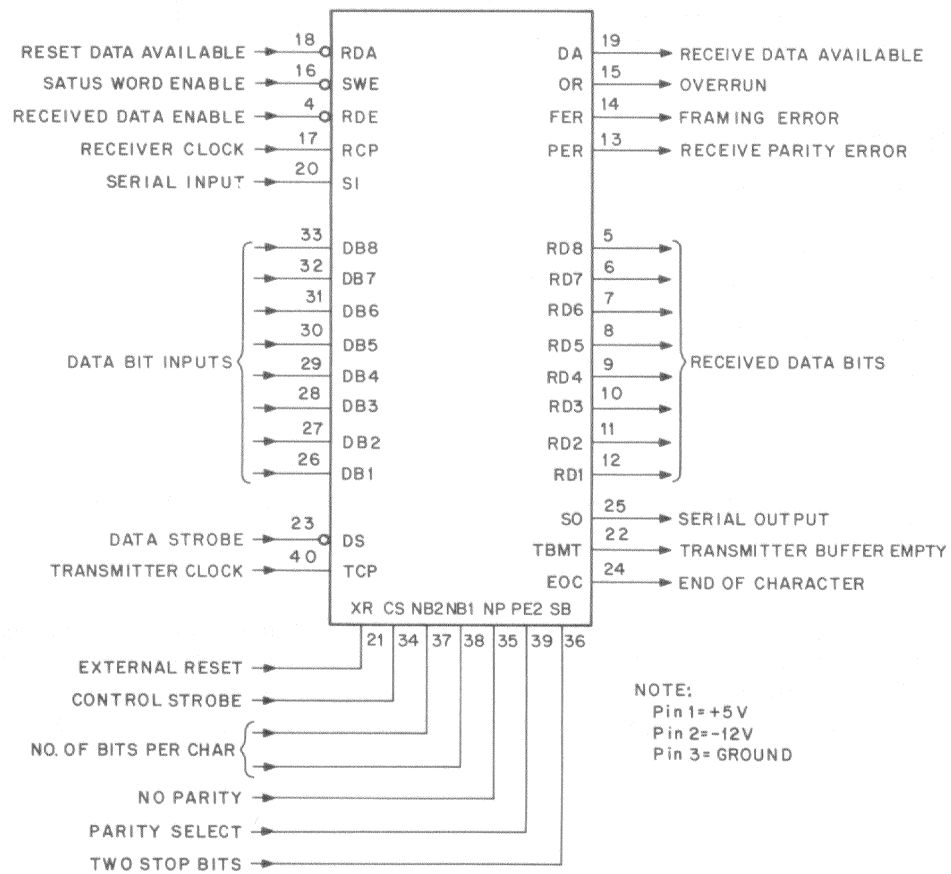 RESET DATA AVAILABLE 18 RDA DA 19 RECEIVE DATA AVAILABLE
SATUS WORD ENABLE 16 SWE OR 15 OVERRUN
RECEIVED DATA ENABLE 4 RDE FER 14 FRAMING ERROR
RECEIVER CLOCK 17 RCP PER 13 RECEIVE PARITY ERROR
SERIAL INPUT 20 SI
33 DB8 RD8 5
32 DB7 RD7 6
31 DB6 RD6 7
30 DB5 RD5 8
DATA BIT INPUTS RECEIVED DATA BITS
29 DB4 RD4 9
28 DB3 RD3 10
27 DB2 RD2 11
26 DB1 RD1 12
SO 25 SERIAL OUTPUT
DATA STROBE 23 DS TBMT 22 TRANSMITTER BUFFER EMPTY
TRANSMITTER CLOCK 40 TCP EOC 24 END OF CHARACTER
XR CS NB2 NB1 NP PE2 SB
21 34 37 38 35 39 36
EXTERNAL RESET
CONTROL STROBE
NO. OF BITS PER CHAR
NO PARITY
PARITY SELECT
TWO STOP BITS
NOTE:
Pin 1=+5V
Pin 2=-12V
Pin 3=GROUND